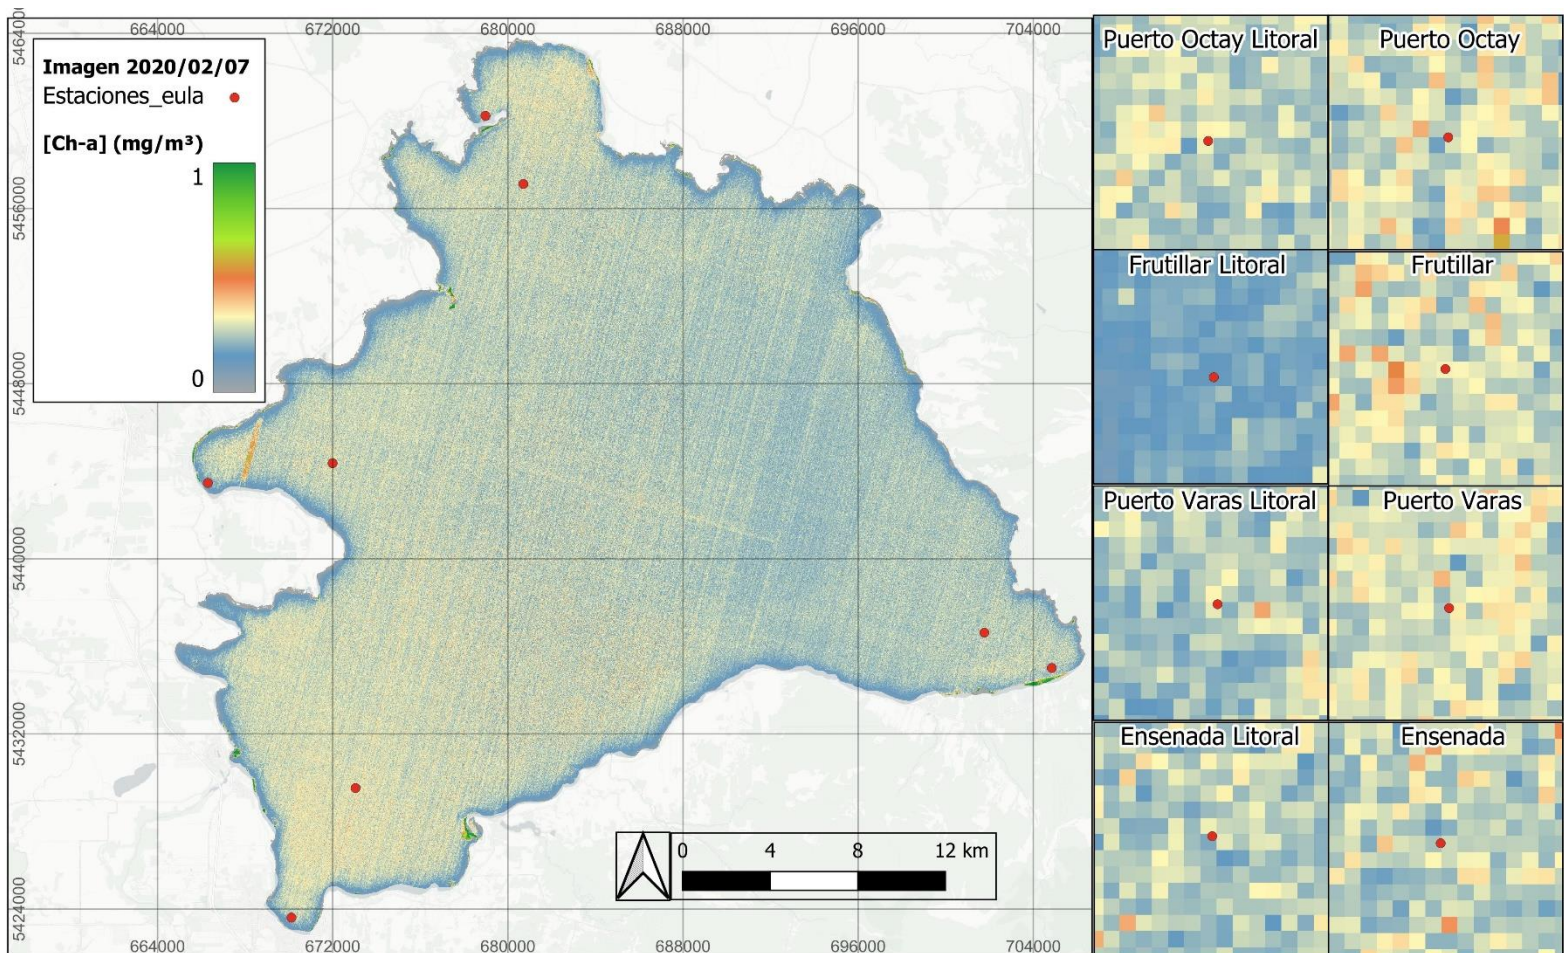 664000 672000 680000 688000 696000 704000
5464000
Imagen 2020/02/07
Estaciones_eula
[Ch-a] (mg/m³)
1
0
5456000
5448000
5440000
5432000
5424000
0 4 8 12 km
664000 672000 680000 688000 696000 704000
Puerto Octay Litoral
Puerto Octay
Frutillar Litoral
Frutillar
Puerto Varas Litoral
Puerto Varas
Ensenada Litoral
Ensenada